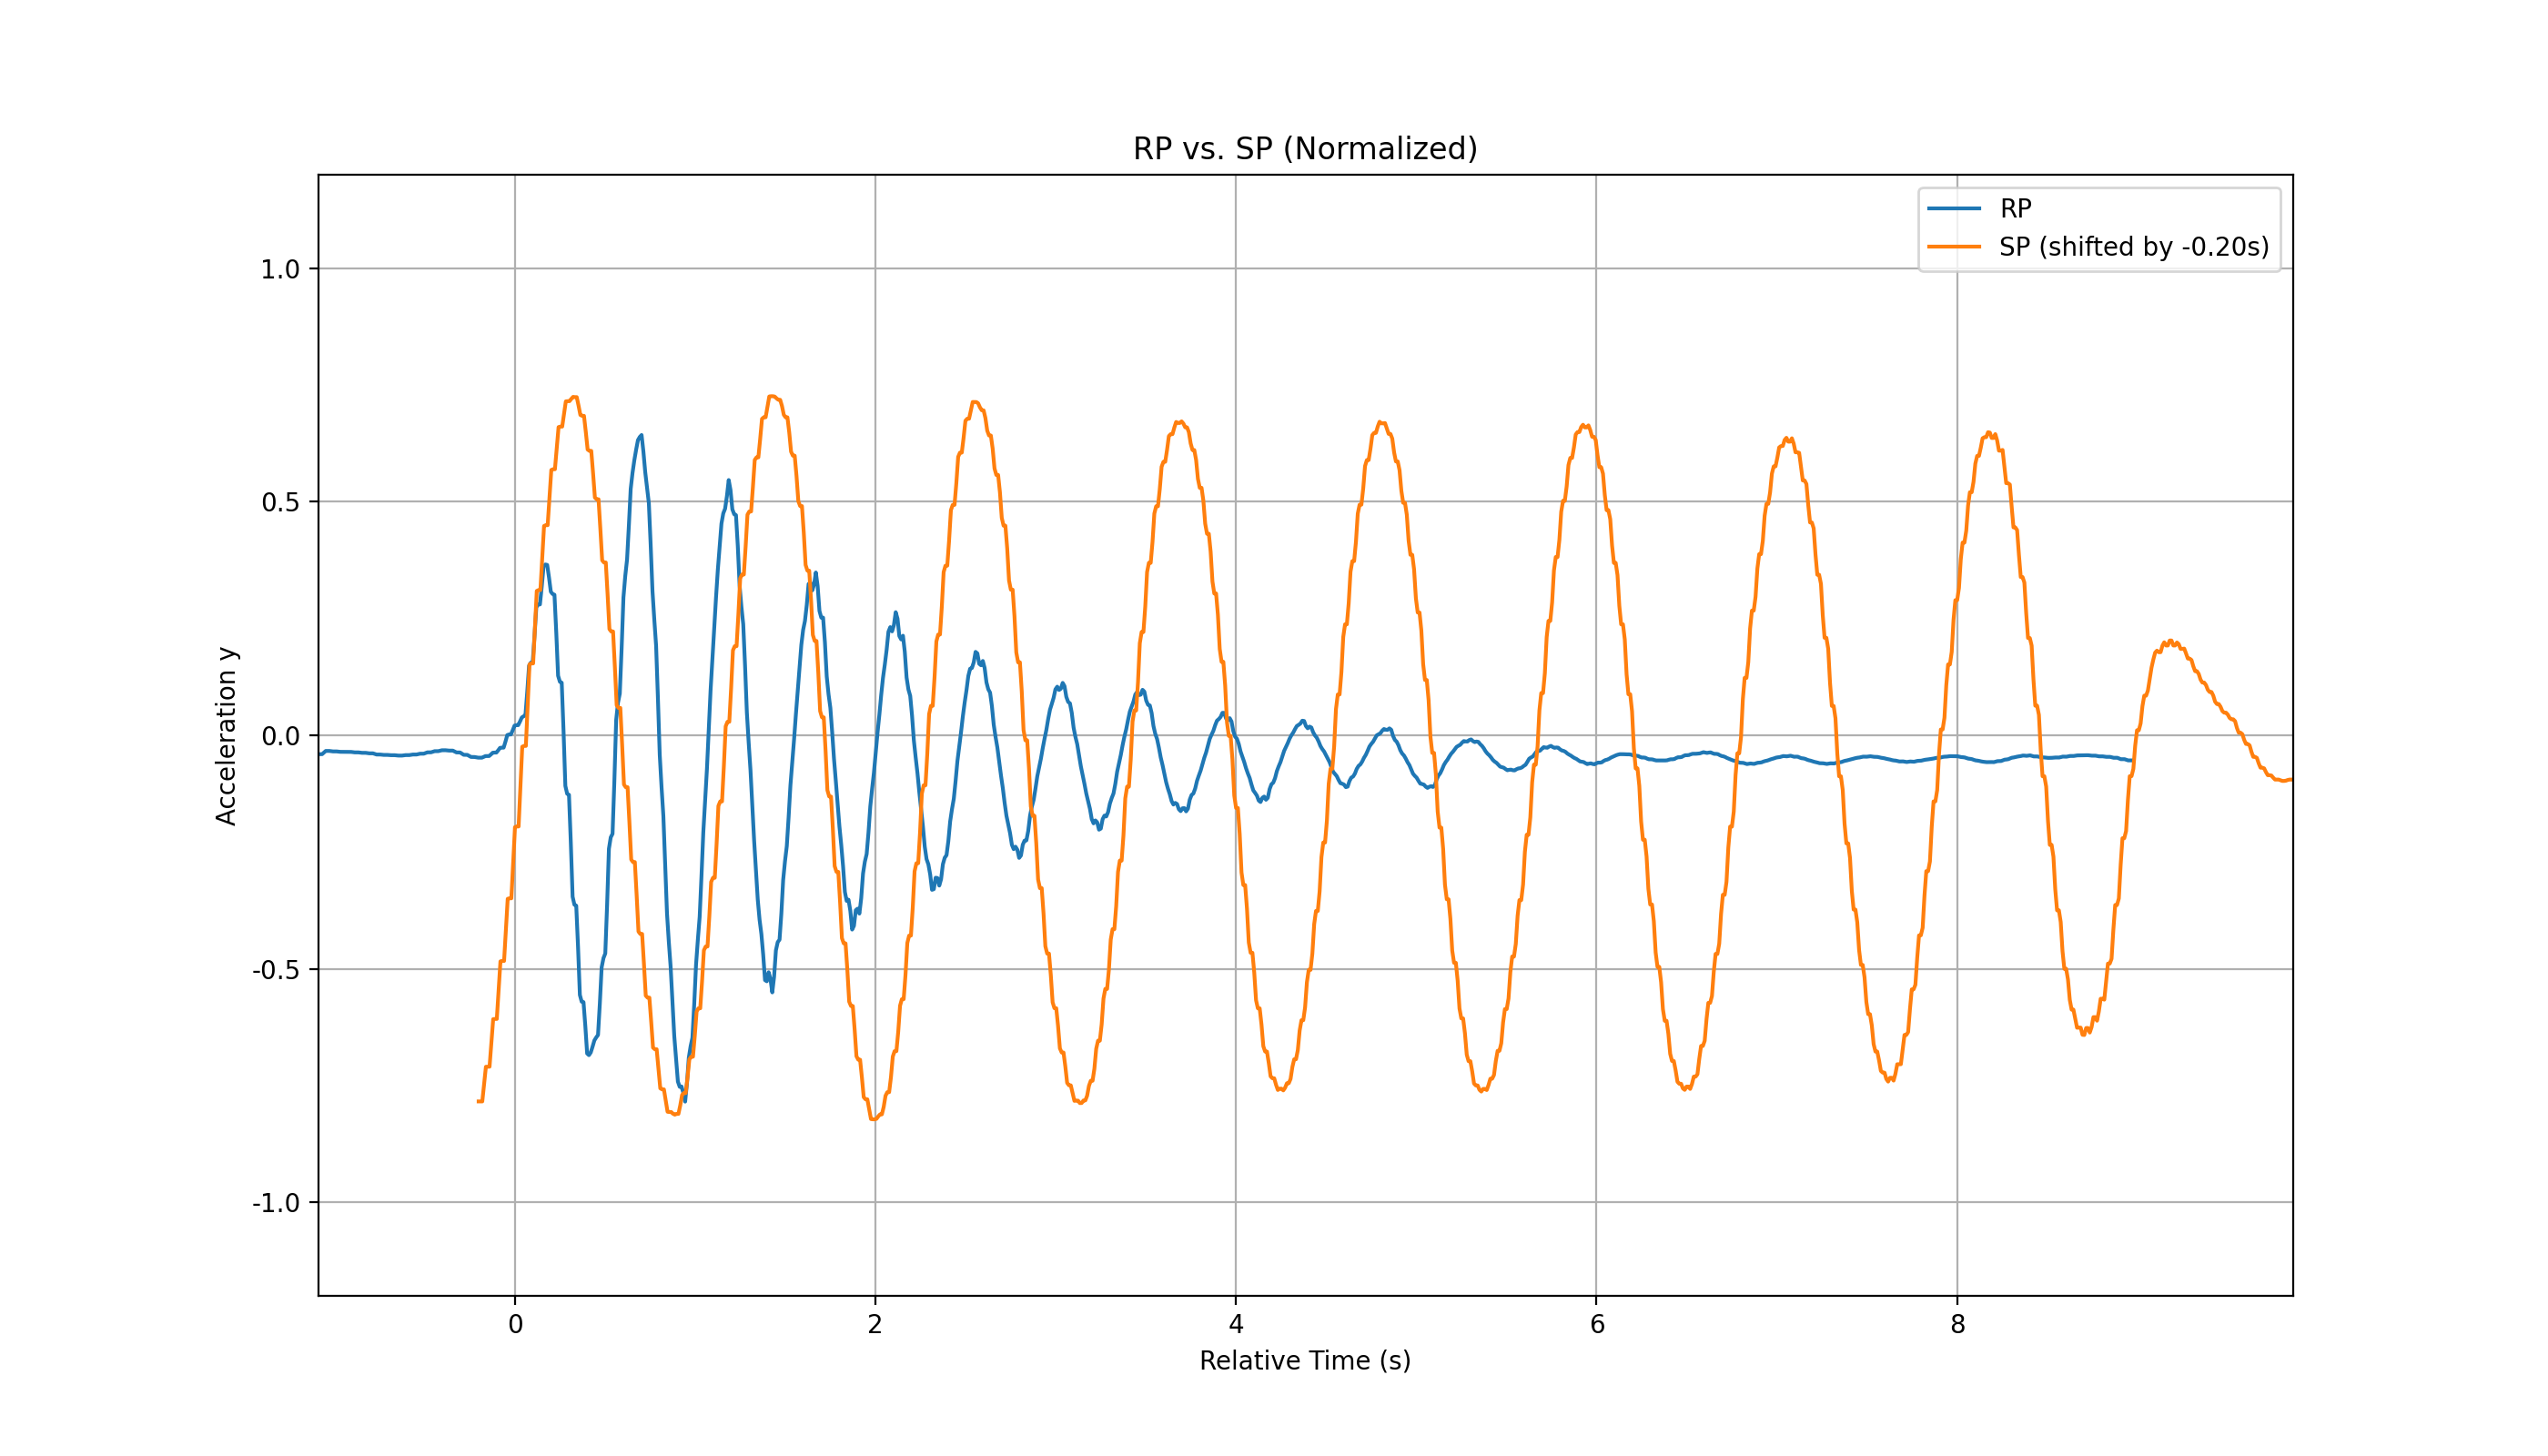 RP vs. SP (Normalized)
RP
SP (shifted by -0.20s)
1.0
0.5
0.0
-0.5
-1.0
Acceleration y
0 2 4 6 8
Relative Time (s)